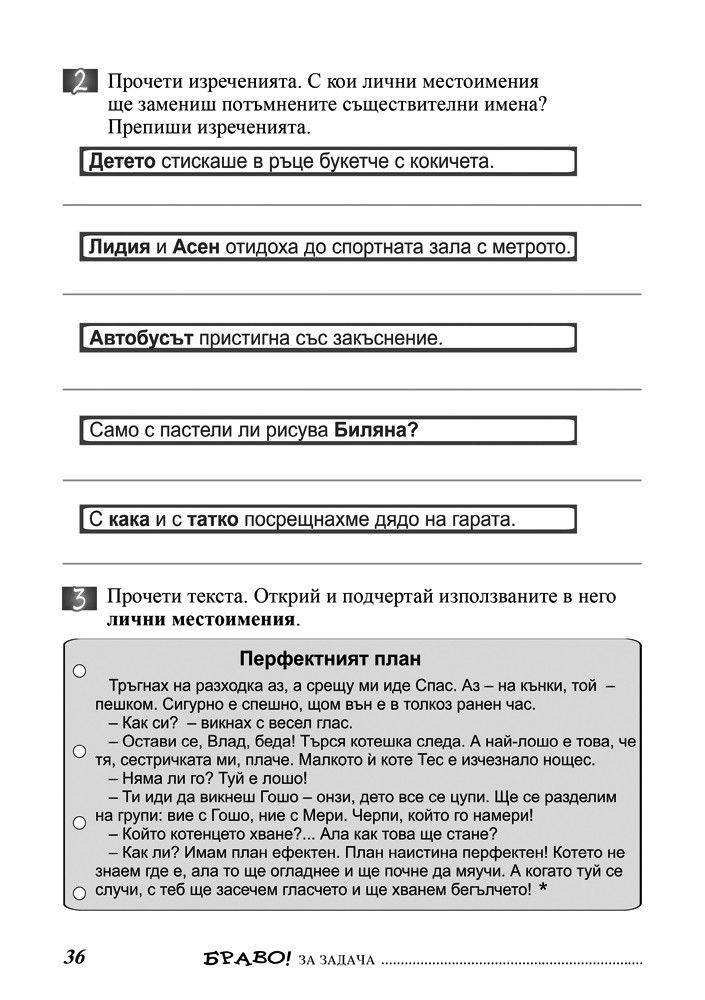 2 Прочети изреченията. С кои лични местоимения
ще замениш потъмнените съществителни имена?
Препиши изреченията.
Детето стискаше в ръце букетче с кокичета.
Лидия и Асен отидоха до спортната зала с метрото.
Автобусът пристигна със закъснение.
Само с пастели ли рисува Биляна?
С кака и с татко посрещнахме дядо на гарата.
3 Прочети текста. Открий и подчертай използваните в него
лични местоимения.
Перфектният план
Тръгнах на разходка аз, а срещу ми иде Спас. Аз – на кънки, той –
пешком. Сигурно е спешно, щом вън е в толкоз ранен час.
– Как си? – викнах с весел глас.
– Остави се, Влад, беда! Търся котешка следа. А най-лошо е това, че
тя, сестричката ми, плаче. Малкото ѝ коте Тес е изчезнало нощес.
– Няма ли го? Туй е лошо!
– Ти иди да викнеш Гошо – онзи, дето все се цупи. Ще се разделим
на групи: вие с Гошо, ние с Мери. Черпи, който го намери!
– Който котенцето хване?... Ала как това ще стане?
– Как ли? Имам план ефектен. План наистина перфектен! Котето не
знаем где е, ала то ще огладнее и ще почне да мяучи. А когато туй се
случи, с теб ще засечем гласчето и ще хванем бегълчето! *
36 БРАВО! ЗА ЗАДАЧА ..................................................................